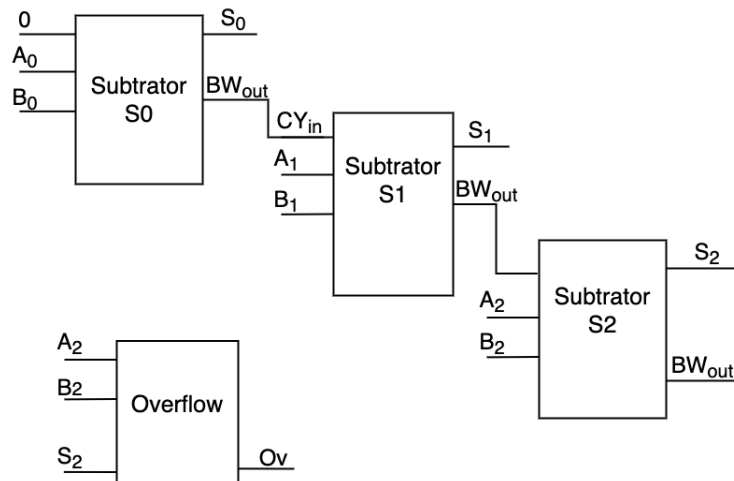 0
S0
A0
Subtrator
S0
BWout
B0
CYin
S1
A1
Subtrator
S1
BWout
B1
S2
Subtrator
S2
A2
B2
BWout
A2
B2
Overflow
S2
Ov